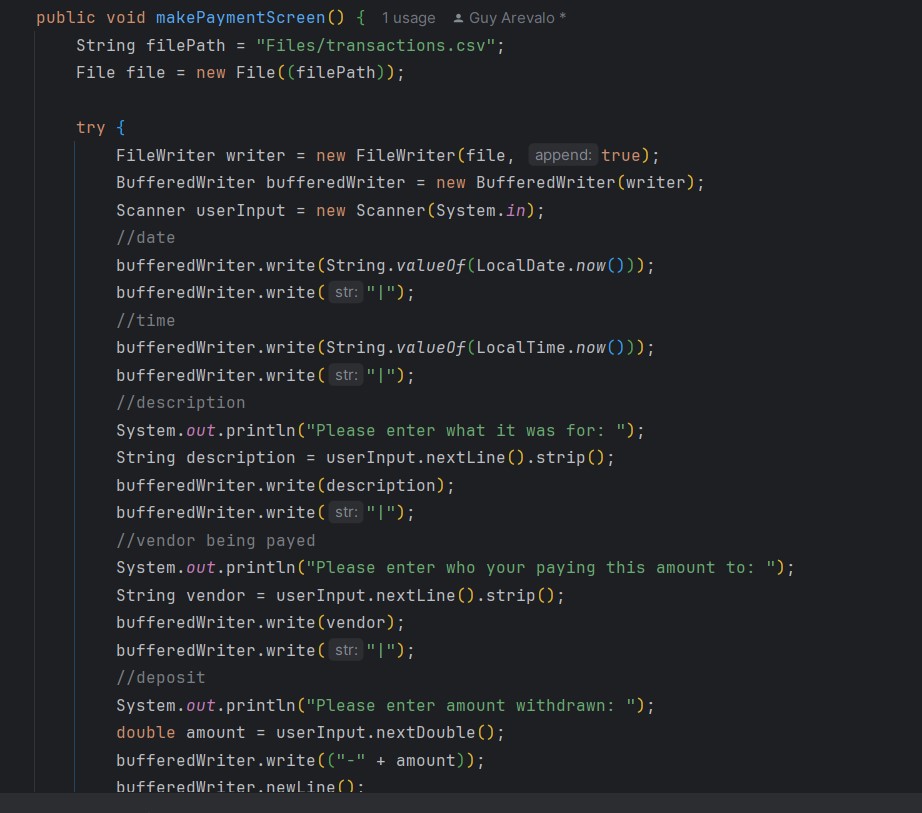 public void makePaymentScreen() { 1 usage Guy Arevalo *
String filePath = "Files/transactions.csv";
File file = new File((filePath));
try {
FileWriter writer = new FileWriter(file, append: true);
BufferedWriter bufferedWriter = new BufferedWriter(writer);
Scanner userInput = new Scanner(System.in);
//date
bufferedWriter.write(String.valueOf(LocalDate.now()));
bufferedWriter.write( str: "|");
//time
bufferedWriter.write(String.valueOf(LocalTime.now()));
bufferedWriter.write( str: "|");
//description
System.out.println("Please enter what it was for: ");
String description = userInput.nextLine().strip();
bufferedWriter.write(description);
bufferedWriter.write( str: "|");
//vendor being payed
System.out.println("Please enter who your paying this amount to: ");
String vendor = userInput.nextLine().strip();
bufferedWriter.write(vendor);
bufferedWriter.write( str: "|");
//deposit
System.out.println("Please enter amount withdrawn: ");
double amount = userInput.nextDouble();
bufferedWriter.write(("-" + amount));
bufferedWriter.newLine();